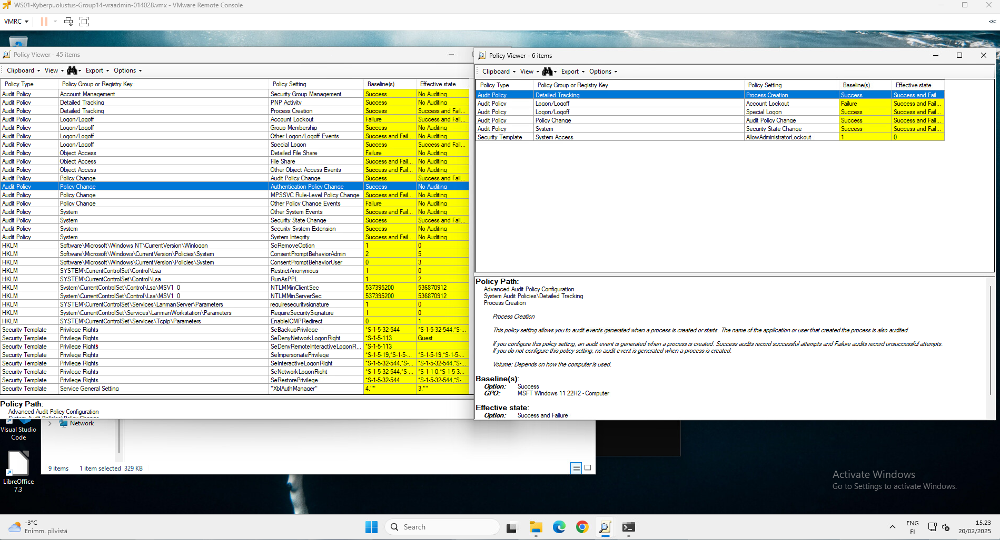 WS01-Kyberpuolustus-Group14-vraadmin-014028.vmx - VMware Remote Console
VMRC
Policy Viewer - 45 items
Clipboard View Export Options
Policy Type Policy Group or Registry Key Policy Setting Baseline(s) Effective state
Audit Policy Account Management Security Group Management Success No Auditing
Audit Policy Detailed Tracking PNP Activity Success No Auditing
Audit Policy Detailed Tracking Process Creation Success Success and Fail...
Audit Policy Logon/Logoff Account Lockout Failure Success and Fail...
Audit Policy Logon/Logoff Group Membership Success No Auditing
Audit Policy Logon/Logoff Other Logon/Logoff Events Success and Fail... No Auditing
Audit Policy Logon/Logoff Special Logon Success Success and Fail...
Audit Policy Object Access Detailed File Share Failure No Auditing
Audit Policy Object Access File Share Success and Fail... No Auditing
Audit Policy Object Access Other Object Access Events Success and Fail... No Auditing
Audit Policy Policy Change Audit Policy Change Success Success and Fail...
Audit Policy Policy Change Authentication Policy Change Success No Auditing
Audit Policy Policy Change MPSSVC Rule-Level Policy Change Success and Fail... No Auditing
Audit Policy Policy Change Other Policy Change Events Failure No Auditing
Audit Policy System Other System Events Success and Fail... No Auditing
Audit Policy System Security State Change Success Success and Fail...
Audit Policy System Security System Extension Success No Auditing
Audit Policy System System Integrity Success and Fail... No Auditing
HKLM Software\Microsoft\Windows NT\CurrentVersion\Winlogon ScRemoveOption 1 0
HKLM Software\Microsoft\Windows\CurrentVersion\Policies\System ConsentPromptBehaviorAdmin 2 5
HKLM Software\Microsoft\Windows\CurrentVersion\Policies\System ConsentPromptBehaviorUser 0 3
HKLM SYSTEM\CurrentControlSet\Control\Lsa RestrictAnonymous 1 0
HKLM SYSTEM\CurrentControlSet\Control\Lsa RunAsPPL 1 2
HKLM System\CurrentControlSet\Control\Lsa\MSV1_0 NTLMMinClientSec 537395200 536870912
HKLM System\CurrentControlSet\Control\Lsa\MSV1_0 NTLMMinServerSec 537395200 536870912
HKLM SYSTEM\CurrentControlSet\Services\LanmanServer\Parameters requiresecuritysignature 1 0
HKLM System\CurrentControlSet\Services\LanmanWorkstation\Parameters RequireSecuritySignature 1 0
HKLM SYSTEM\CurrentControlSet\Services\Tcpip\Parameters EnableICMPRedirect 0 1
Security Template Privilege Rights SeBackupPrivilege *S-1-5-32-544 *S-1-5-32-544,*S-...
Security Template Privilege Rights SeDenyNetworkLogonRight *S-1-5-113 Guest
Security Template Privilege Rights SeDenyRemoteInteractiveLogonR... *S-1-5-113
Security Template Privilege Rights SeImpersonatePrivilege *S-1-5-19,*S-1-5-... *S-1-5-19,*S-1-5-...
Security Template Privilege Rights SeInteractiveLogonRight *S-1-5-32-544,*S-... *S-1-5-32-544,*S-...
Security Template Privilege Rights SeNetworkLogonRight *S-1-5-32-544,*S-... *S-1-1-0,*S-1-5-3...
Security Template Privilege Rights SeRestorePrivilege *S-1-5-32-544 *S-1-5-32-544,*S-...
Security Template Service General Setting "XblAuthManager" 4,"" 3,""
Policy Path:
Advanced Audit Policy Configuration
System Audit Policies\Policy Change
Policy Viewer - 6 items
Clipboard View Export Options
Policy Type Policy Group or Registry Key Policy Setting Baseline(s) Effective state
Audit Policy Detailed Tracking Process Creation Success Success and Fail...
Audit Policy Logon/Logoff Account Lockout Failure Success and Fail...
Audit Policy Logon/Logoff Special Logon Success Success and Fail...
Audit Policy Policy Change Audit Policy Change Success Success and Fail...
Audit Policy System Security State Change Success Success and Fail...
Security Template System Access AllowAdministratorLockout 1 0
Policy Path:
Advanced Audit Policy Configuration
System Audit Policies\Detailed Tracking
Process Creation
Process Creation
This policy setting allows you to audit events generated when a process is created or starts. The name of the application or user that created the process is also audited.
If you configure this policy setting, an audit event is generated when a process is created. Success audits record successful attempts and Failure audits record unsuccessful attempts.
If you do not configure this policy setting, no audit event is generated when a process is created.
Volume: Depends on how the computer is used.
Baseline(s):
Option: Success
GPO: MSFT Windows 11 22H2 - Computer
Effective state:
Option: Success and Failure
Network
9 items 1 item selected 329 KB
Visual Studio
Code
LibreOffice
7.3
Activate Windows
Go to Settings to activate Windows.
-3°C
Enimm. pilvistä
Search
ENG
FI
15.23
20/02/2025